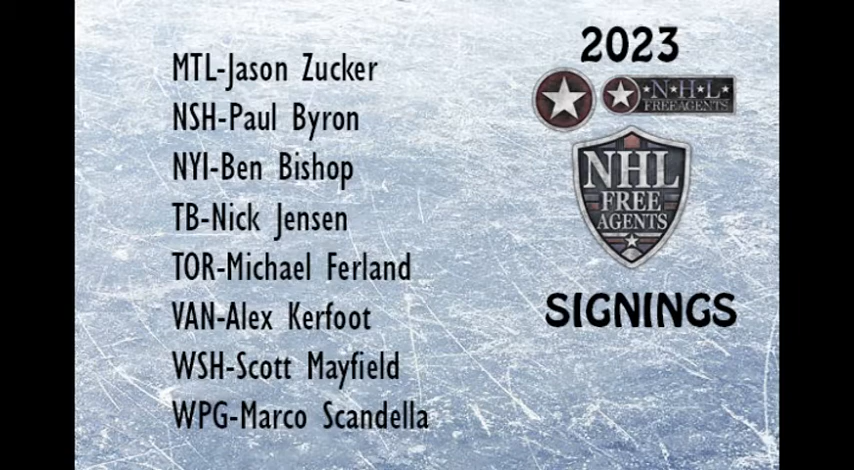 MTL-Jason Zucker
NSH-Paul Byron
NYI-Ben Bishop
TB-Nick Jensen
TOR-Michael Ferland
VAN-Alex Kerfoot
WSH-Scott Mayfield
WPG-Marco Scandella
2023
N★H★L
FREE AGENTS
NHL
FREE
AGENTS
SIGNINGS